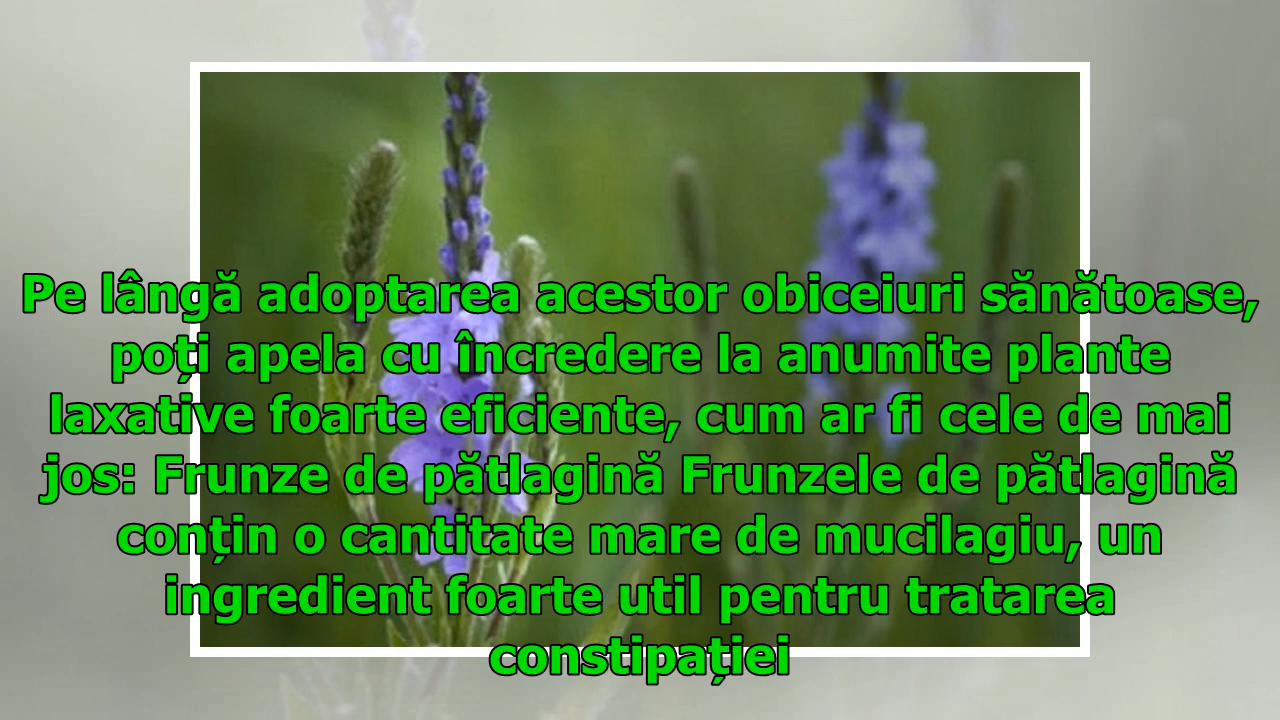 Pe lângă adoptarea acestor obiceiuri sănătoase,
poți apela cu încredere la anumite plante
laxative foarte eficiente, cum ar fi cele de mai
jos: Frunze de pătlagină Frunzele de pătlagină
conțin o cantitate mare de mucilagiu, un
ingredient foarte util pentru tratarea
constipației